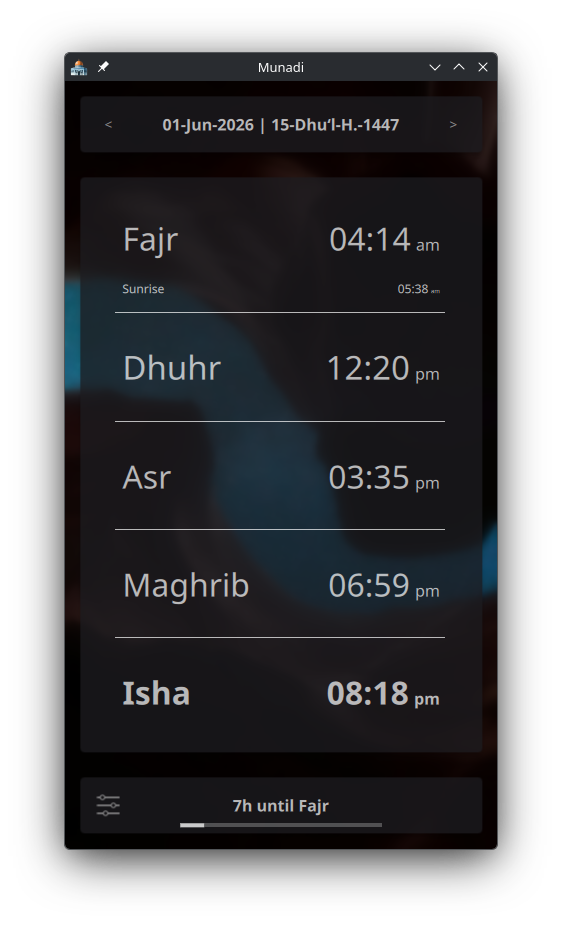 Munadi
< 01-Jun-2026 | 15-Dhuʻl-H.-1447 >
Fajr 04:14 am
Sunrise 05:38 am
Dhuhr 12:20 pm
Asr 03:35 pm
Maghrib 06:59 pm
Isha 08:18 pm
7h until Fajr